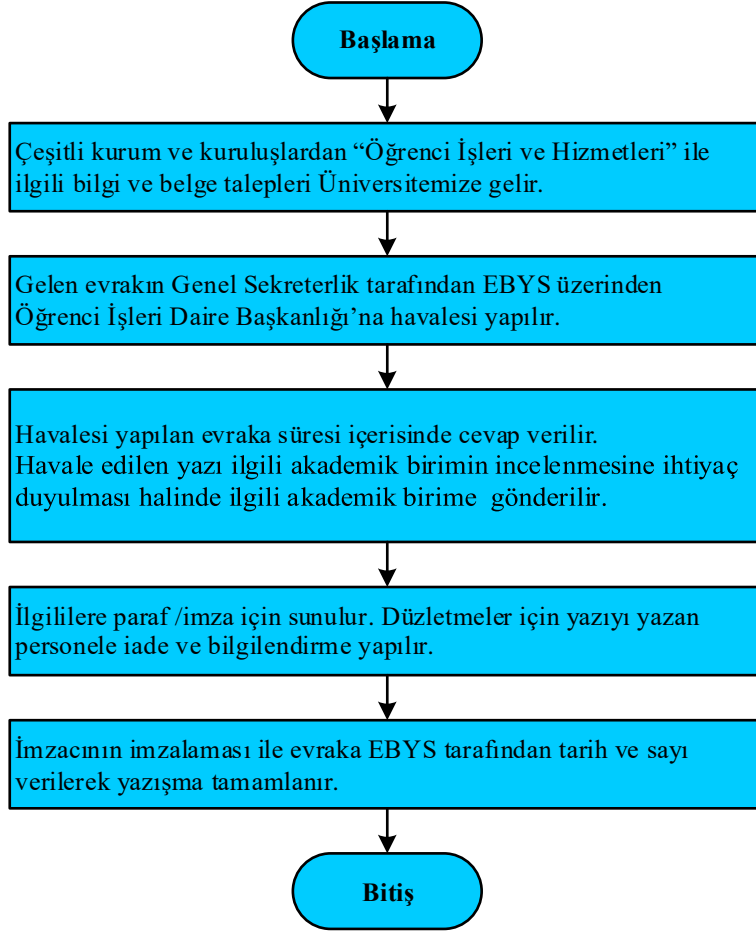 Başlama
Çeşitli kurum ve kuruluşlardan “Öğrenci İşleri ve Hizmetleri” ile
ilgili bilgi ve belge talepleri Üniversitemize gelir.
Gelen evrakın Genel Sekreterlik tarafından EBYS üzerinden
Öğrenci İşleri Daire Başkanlığı’na havalesi yapılır.
Havalesi yapılan evraka süresi içerisinde cevap verilir.
Havale edilen yazı ilgili akademik birimin incelenmesine ihtiyaç
duyulması halinde ilgili akademik birime gönderilir.
İlgililere paraf /imza için sunulur. Düzletmeler için yazıyı yazan
personele iade ve bilgilendirme yapılır.
İmzacının imzalaması ile evraka EBYS tarafından tarih ve sayı
verilerek yazışma tamamlanır.
Bitiş